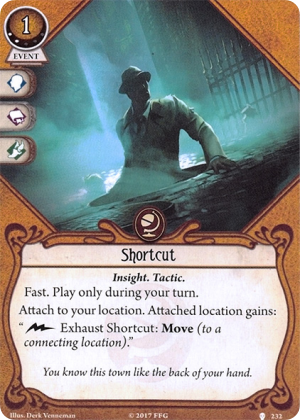 1
EVENT
Shortcut
Insight. Tactic.
Fast. Play only during your turn.
Attach to your location. Attached location gains:
“ Exhaust Shortcut: Move (to a
connecting location).”
You know this town like the back of your hand.
Illus. Derk Venneman © 2017 FFG 232